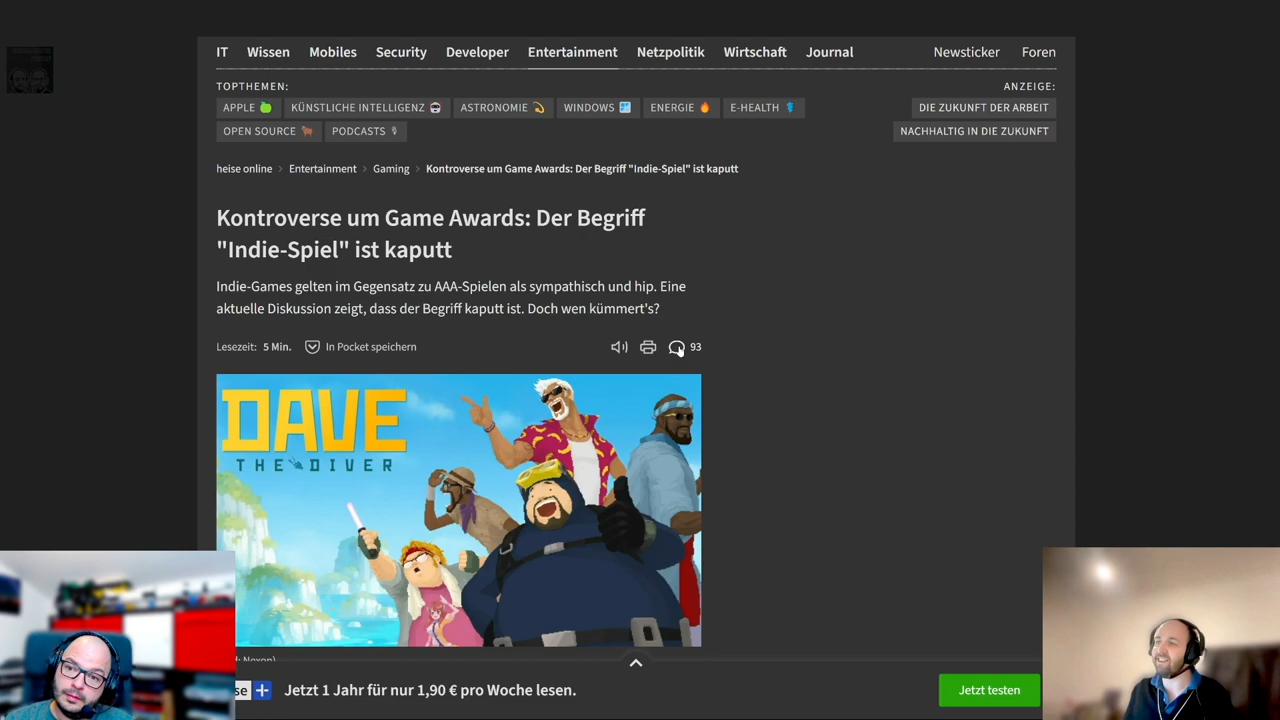 IT Wissen Mobiles Security Developer Entertainment Netzpolitik Wirtschaft Journal Newsticker Foren
TOPTHEMEN: ANZEIGE:
APPLE KÜNSTLICHE INTELLIGENZ ASTRONOMIE WINDOWS ENERGIE E-HEALTH DIE ZUKUNFT DER ARBEIT
OPEN SOURCE PODCASTS NACHHALTIG IN DIE ZUKUNFT
heise online > Entertainment > Gaming > Kontroverse um Game Awards: Der Begriff "Indie-Spiel" ist kaputt
Kontroverse um Game Awards: Der Begriff
"Indie-Spiel" ist kaputt
Indie-Games gelten im Gegensatz zu AAA-Spielen als sympathisch und hip. Eine
aktuelle Diskussion zeigt, dass der Begriff kaputt ist. Doch wen kümmert's?
Lesezeit: 5 Min. In Pocket speichern 93
DAVE
THE DIVER
se + Jetzt 1 Jahr für nur 1,90 € pro Woche lesen. Jetzt testen